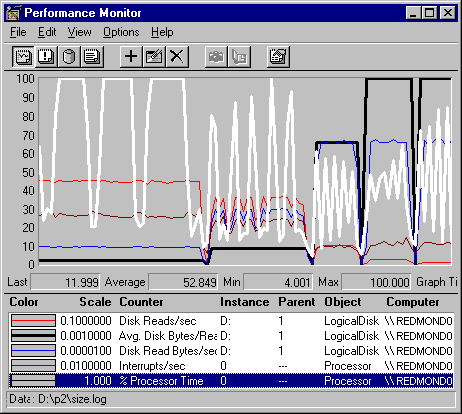 Performance Monitor
File Edit View Options Help
100
90
80
70
60
50
40
30
20
10
0
Last 11.999 Average 52.849 Min 4.001 Max 100.000 Graph Ti
Color Scale Counter Instance Parent Object Computer
0.1000000 Disk Reads/sec D: 1 LogicalDisk \\REDMOND0
0.0010000 Avg. Disk Bytes/Rea D: 1 LogicalDisk \\REDMOND0
0.0000100 Disk Read Bytes/sec D: 1 LogicalDisk \\REDMOND0
0.0100000 Interrupts/sec 0 --- Processor \\REDMOND0
1.000 % Processor Time 0 --- Processor \\REDMOND0
Data: D:\p2\size.log